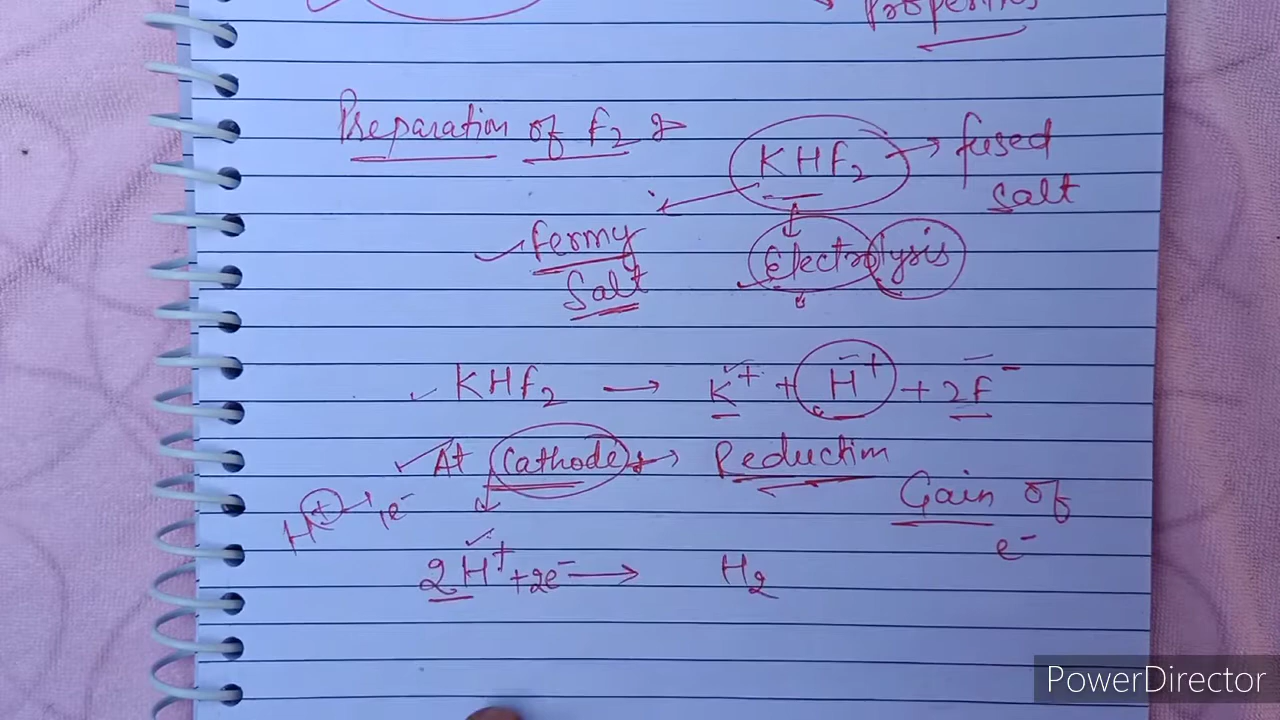 Properties
Preparation of F2 :-
KHF2 → fused
Salt
fermy
Salt
Electrolysis
KHF2 → K+ + H+ + 2F-
At Cathode :→ Reduction
Gain of
e-
H+ → 1e-
2H+ + 2e- → H2
PowerDirector